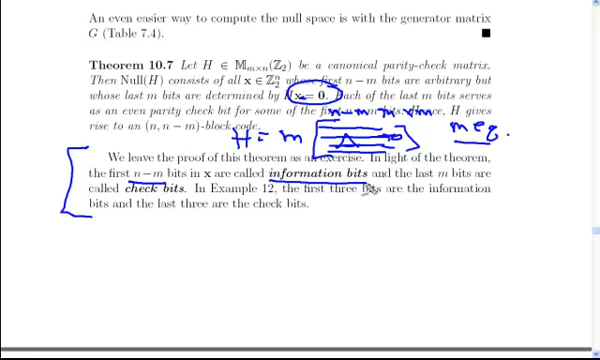 An even easier way to compute the null space is with the generator matrix
G (Table 7.4). ■
Theorem 10.7 Let H ∈ 𝕄m×n(ℤ2) be a canonical parity-check matrix.
Then Null(H) consists of all x ∈ ℤ2ⁿ whose first n − m bits are arbitrary but
whose last m bits are determined by Hx = 0. Each of the last m bits serves
as an even parity check bit for some of the first n−m bits. Hence, H gives
rise to an (n, n − m)-block code.
H = m
m eq.
We leave the proof of this theorem as an exercise. In light of the theorem,
the first n − m bits in x are called information bits and the last m bits are
called check bits. In Example 12, the first three bits are the information
bits and the last three are the check bits.